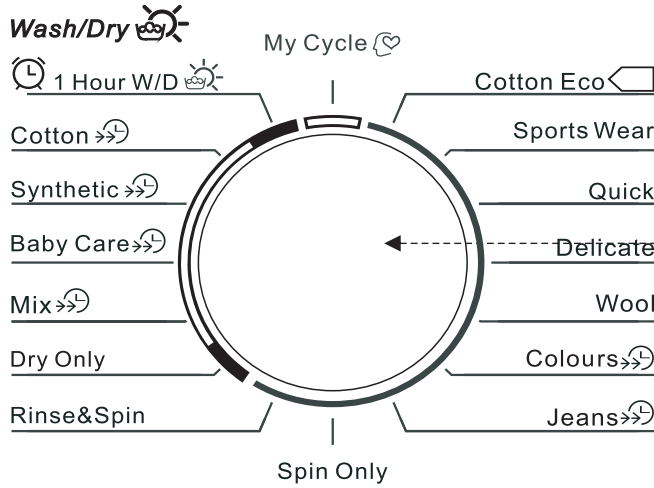 Wash/Dry
My Cycle
1 Hour W/D
Cotton
Synthetic
Baby Care
Mix
Dry Only
Rinse&Spin
Spin Only
Cotton Eco
Sports Wear
Quick
Delicate
Wool
Colours
Jeans